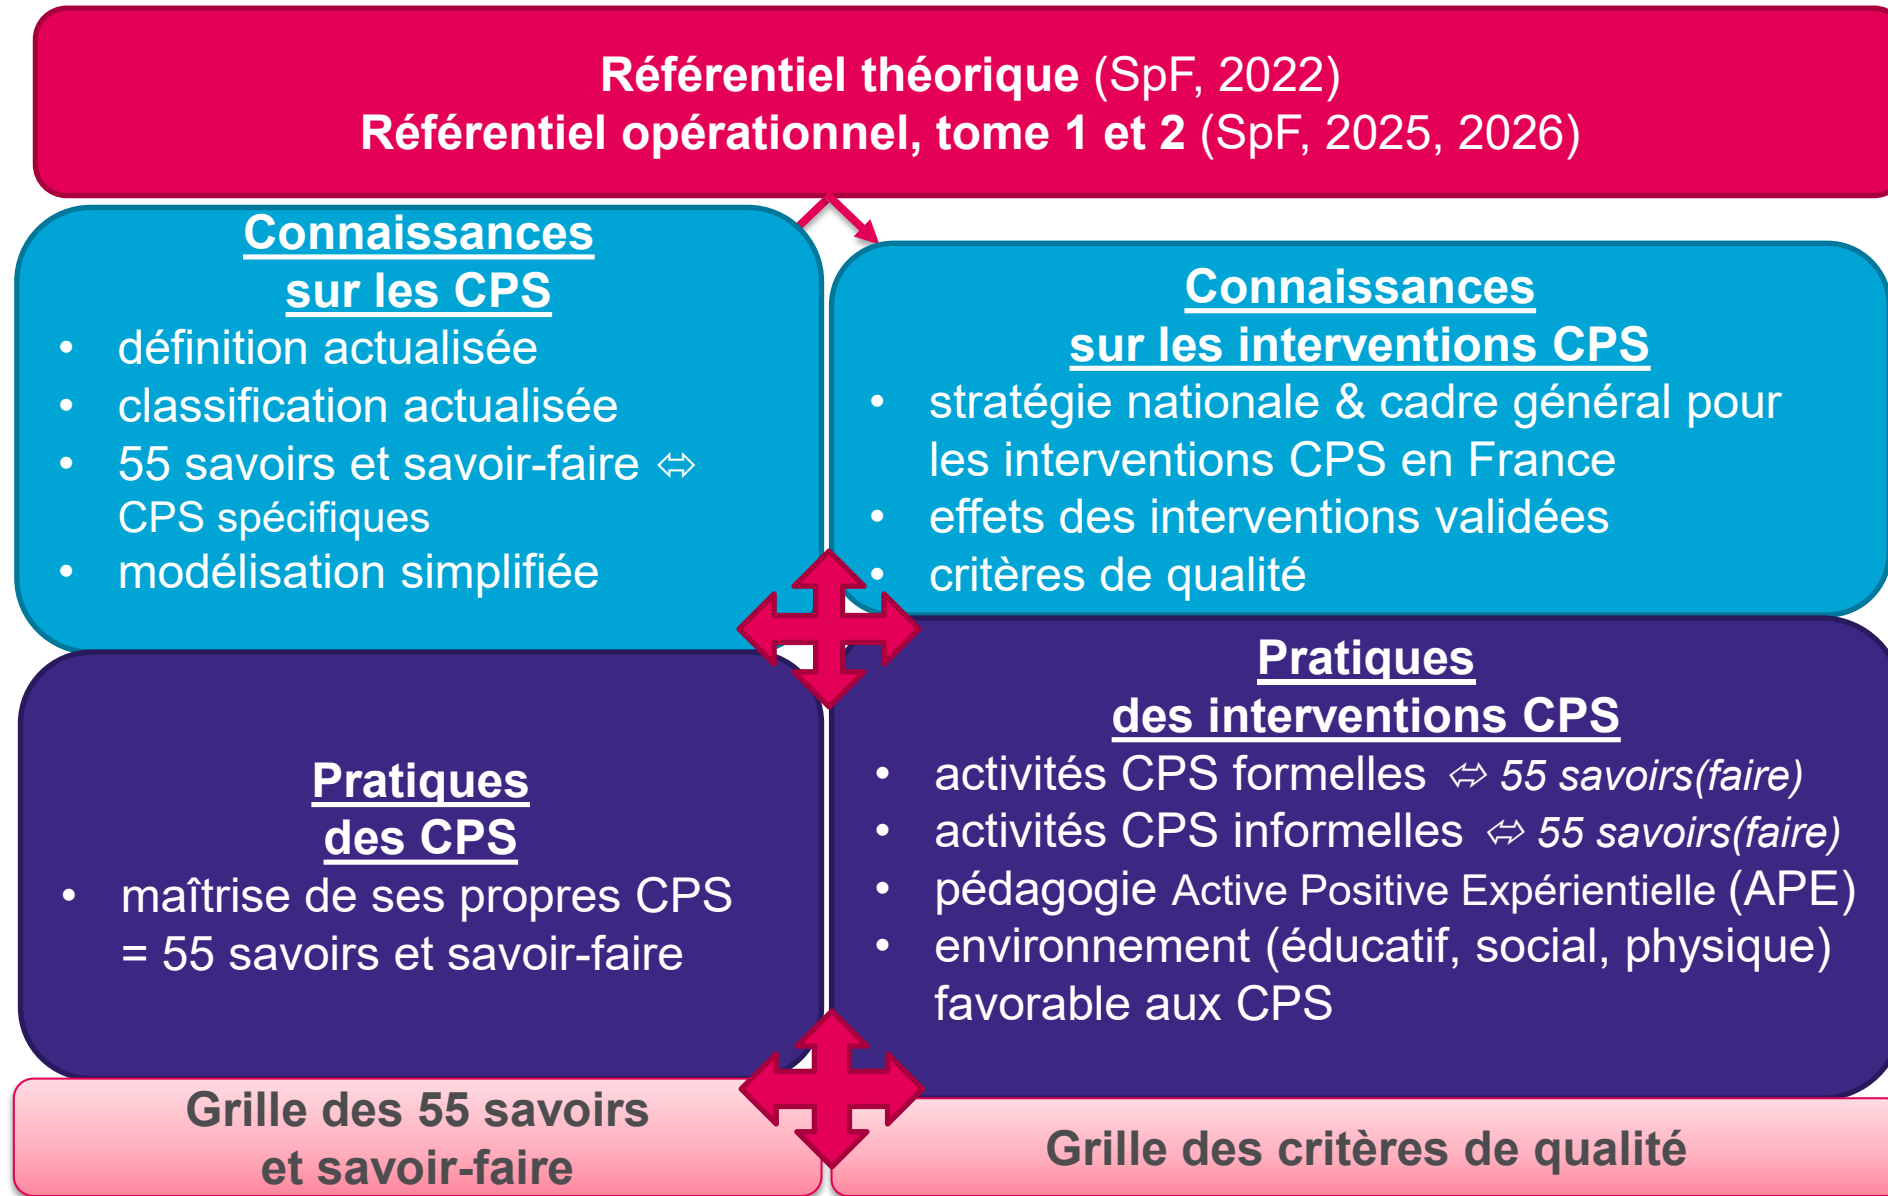 Référentiel théorique (SpF, 2022)
Référentiel opérationnel, tome 1 et 2 (SpF, 2025, 2026)
Connaissances
sur les CPS
• définition actualisée
• classification actualisée
• 55 savoirs et savoir-faire ⬄
CPS spécifiques
• modélisation simplifiée
Connaissances
sur les interventions CPS
• stratégie nationale & cadre général pour
les interventions CPS en France
• effets des interventions validées
• critères de qualité
Pratiques
des CPS
• maîtrise de ses propres CPS
= 55 savoirs et savoir-faire
Pratiques
des interventions CPS
• activités CPS formelles ⬄ 55 savoirs(faire)
• activités CPS informelles ⬄ 55 savoirs(faire)
• pédagogie Active Positive Expérientielle (APE)
• environnement (éducatif, social, physique)
favorable aux CPS
Grille des 55 savoirs
et savoir-faire
Grille des critères de qualité